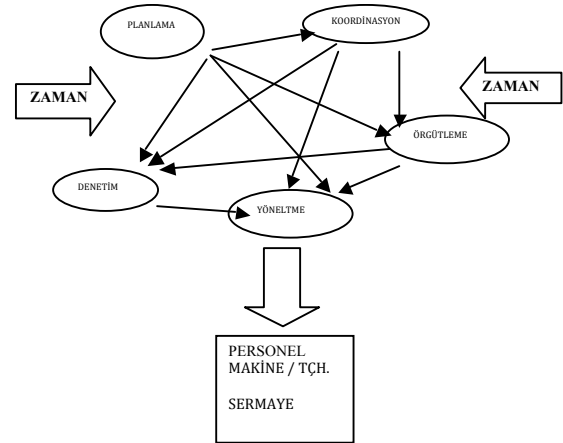 PLANLAMA
KOORDİNASYON
ZAMAN
ZAMAN
ÖRGÜTLEME
DENETİM
YÖNELTME
PERSONEL
MAKİNE / TÇH.
SERMAYE